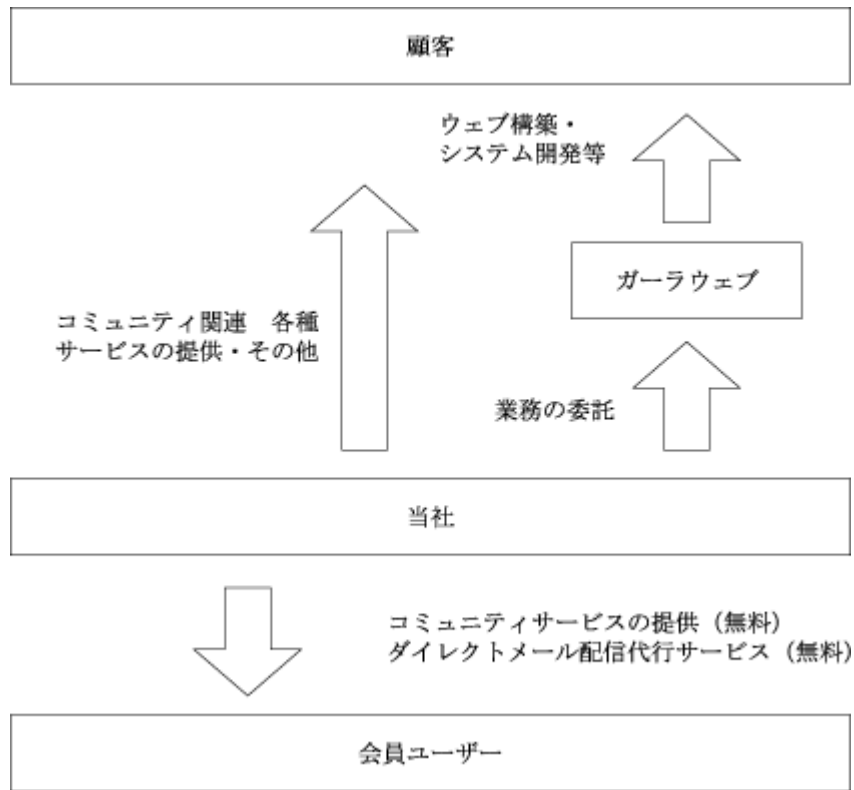 顧客
ウェブ構築・
システム開発等
ガーラウェブ
コミュニティ関連　各種
サービスの提供・その他
業務の委託
当社
コミュニティサービスの提供（無料）
ダイレクトメール配信代行サービス（無料）
会員ユーザー